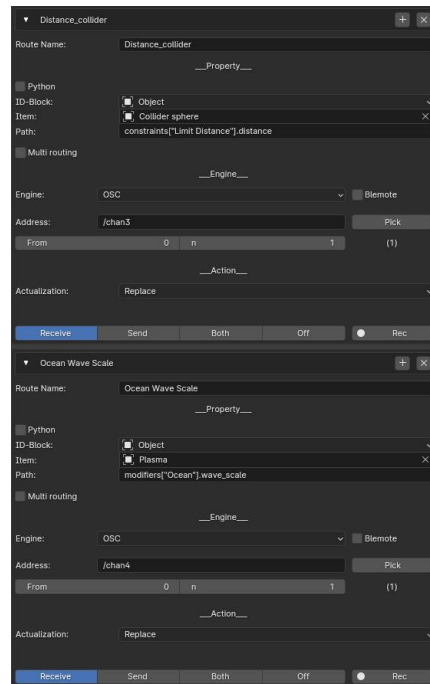 Distance_collider
Route Name: Distance_collider
__Property__
Python
ID-Block: Object
Item: Collider sphere
Path: constraints["Limit Distance"].distance
Multi routing
__Engine__
Engine: OSC Blemote
Address: /chan3 Pick
From 0 n 1 (1)
__Action__
Actualization: Replace
Receive Send Both Off Rec
Ocean Wave Scale
Route Name: Ocean Wave Scale
__Property__
Python
ID-Block: Object
Item: Plasma
Path: modifiers["Ocean"].wave_scale
Multi routing
__Engine__
Engine: OSC Blemote
Address: /chan4 Pick
From 0 n 1 (1)
__Action__
Actualization: Replace
Receive Send Both Off Rec